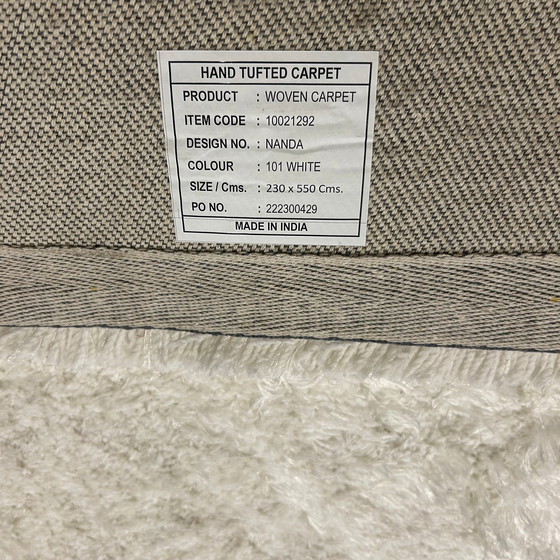 HAND TUFTED CARPET
PRODUCT : WOVEN CARPET
ITEM CODE : 10021292
DESIGN NO. : NANDA
COLOUR : 101 WHITE
SIZE / Cms. : 230 x 550 Cms.
PO NO. : 222300429
MADE IN INDIA